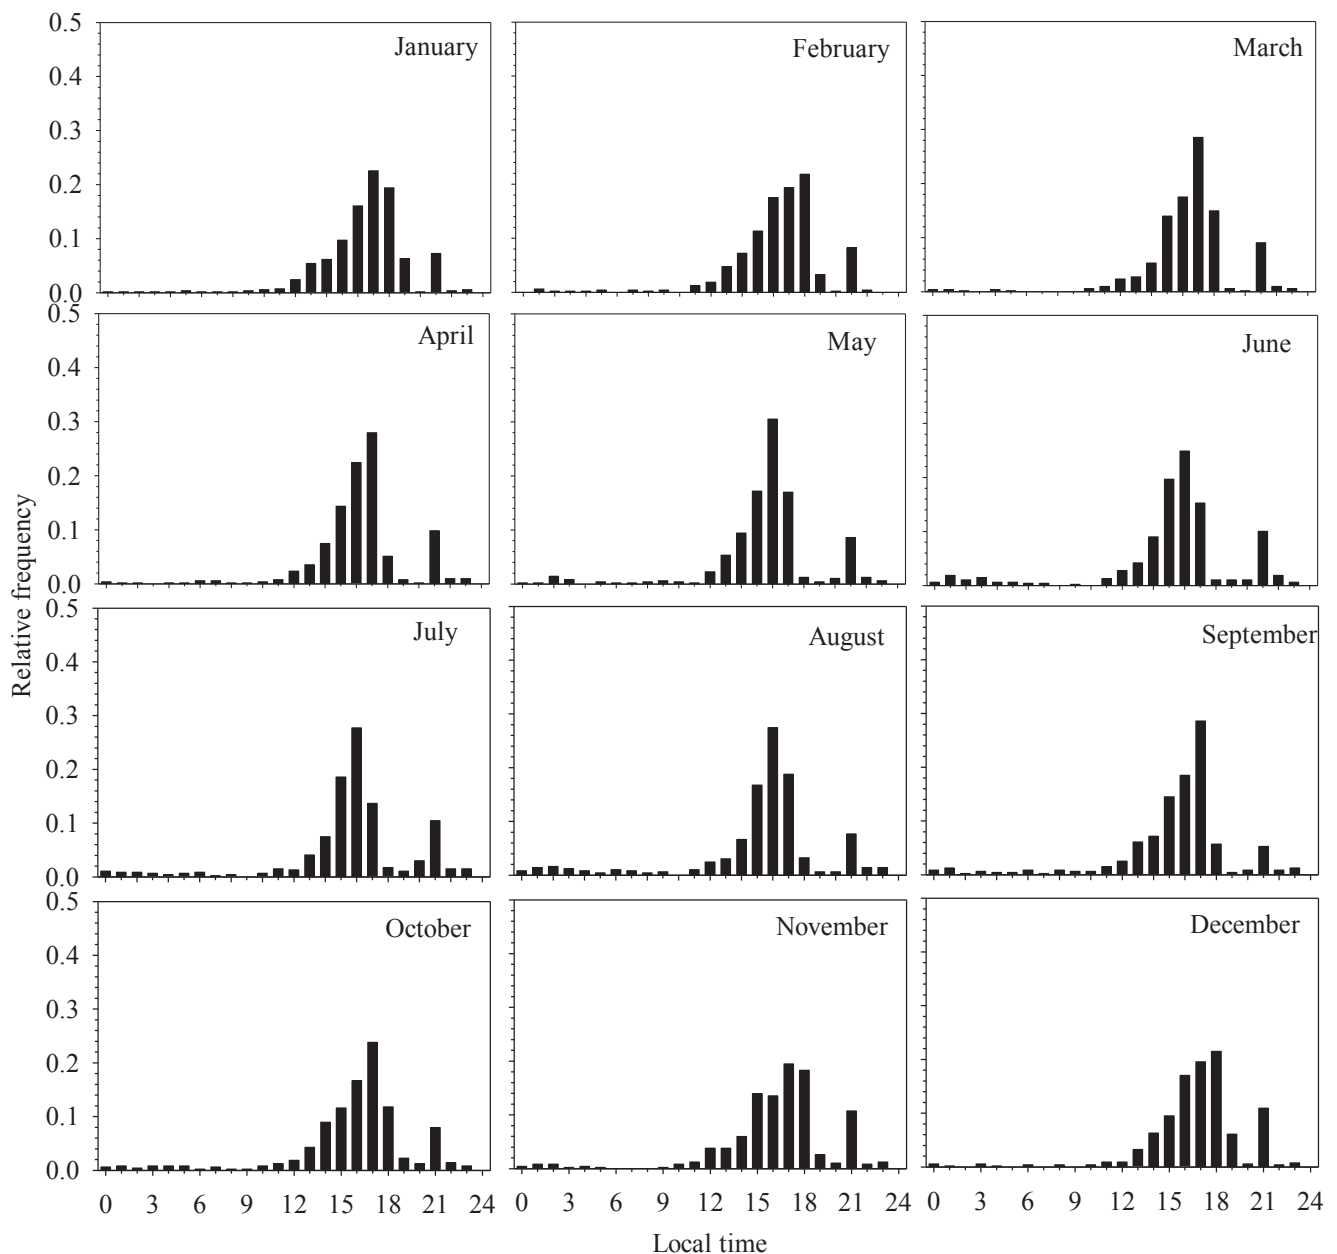 0.5
January
February
March
0.4
0.3
0.2
0.1
0.0
0.5
April
May
June
0.4
0.3
0.2
0.1
0.0
Relative frequency
0.5
July
August
September
0.4
0.3
0.2
0.1
0.0
0.5
October
November
December
0.4
0.3
0.2
0.1
0.0
0 3 6 9 12 15 18 21 24
0 3 6 9 12 15 18 21 24
0 3 6 9 12 15 18 21 24
Local time